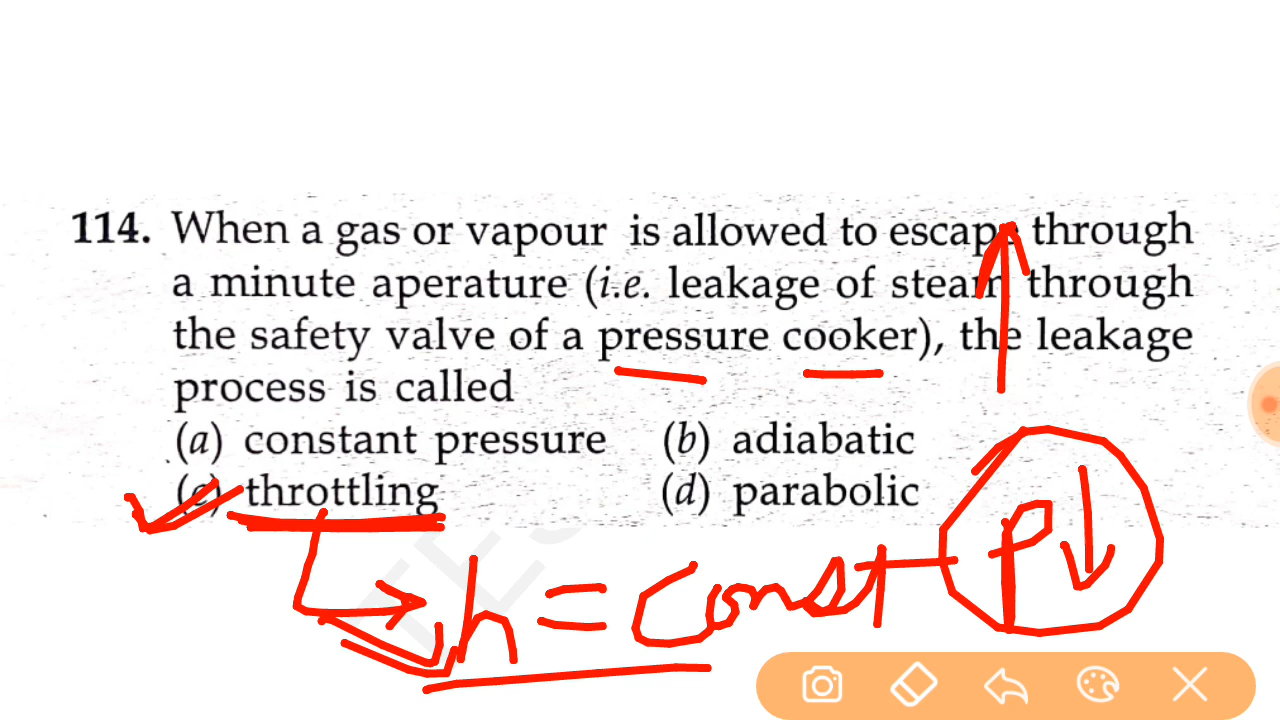 114. When a gas or vapour is allowed to escape through
a minute aperature (i.e. leakage of steam through
the safety valve of a pressure cooker), the leakage
process is called
(a) constant pressure (b) adiabatic
(c) throttling (d) parabolic
h = const P↓